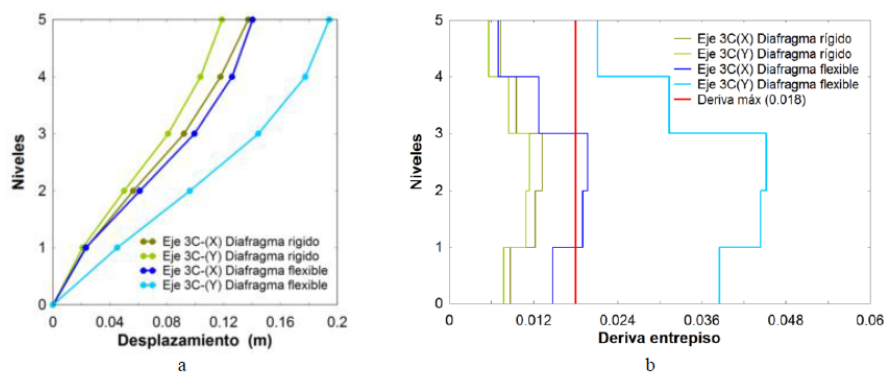 5
4
3
2
1
0
Niveles
Eje 3C-(X) Diafragma rígido
Eje 3C-(Y) Diafragma rígido
Eje 3C-(X) Diafragma flexible
Eje 3C-(Y) Diafragma flexible
0 0.04 0.08 0.12 0.16 0.2
Desplazamiento (m)
a
5
4
3
2
1
0
Niveles
Eje 3C(X) Diafragma rígido
Eje 3C(Y) Diafragma rígido
Eje 3C(X) Diafragma flexible
Eje 3C(Y) Diafragma flexible
Deriva máx (0.018)
0 0.012 0.024 0.036 0.048 0.06
Deriva entrepiso
b